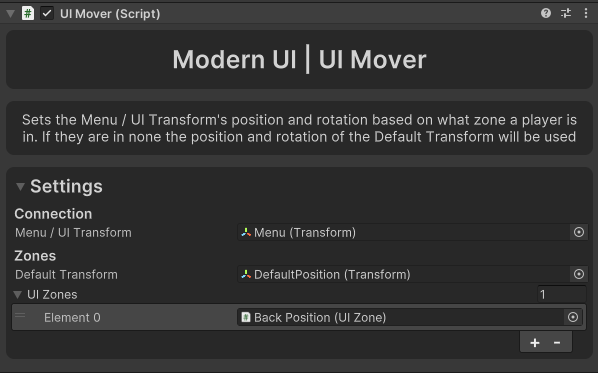 UI Mover (Script)
Modern UI | UI Mover
Sets the Menu / UI Transform's position and rotation based on what zone a player is
in. If they are in none the position and rotation of the Default Transform will be used
Settings
Connection
Menu / UI Transform Menu (Transform)
Zones
Default Transform DefaultPosition (Transform)
UI Zones 1
Element 0 Back Position (UI Zone)
+ -